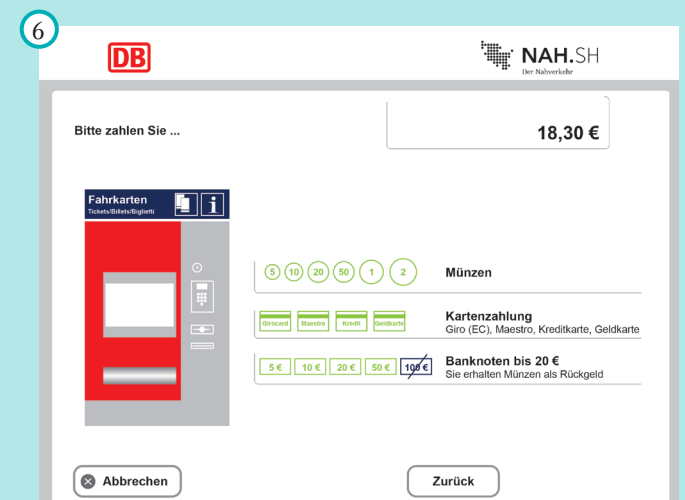 6
DB
NAH.SH
Der Nahverkehr
Bitte zahlen Sie ...
18,30 €
Fahrkarten
Tickets/Billets/Biglietti
i
5 10 20 50 1 2
Münzen
Girocard Maestro Kredit Geldkarte
Kartenzahlung
Giro (EC), Maestro, Kreditkarte, Geldkarte
5 € 10 € 20 € 50 € 100 €
Banknoten bis 20 €
Sie erhalten Münzen als Rückgeld
Abbrechen
Zurück